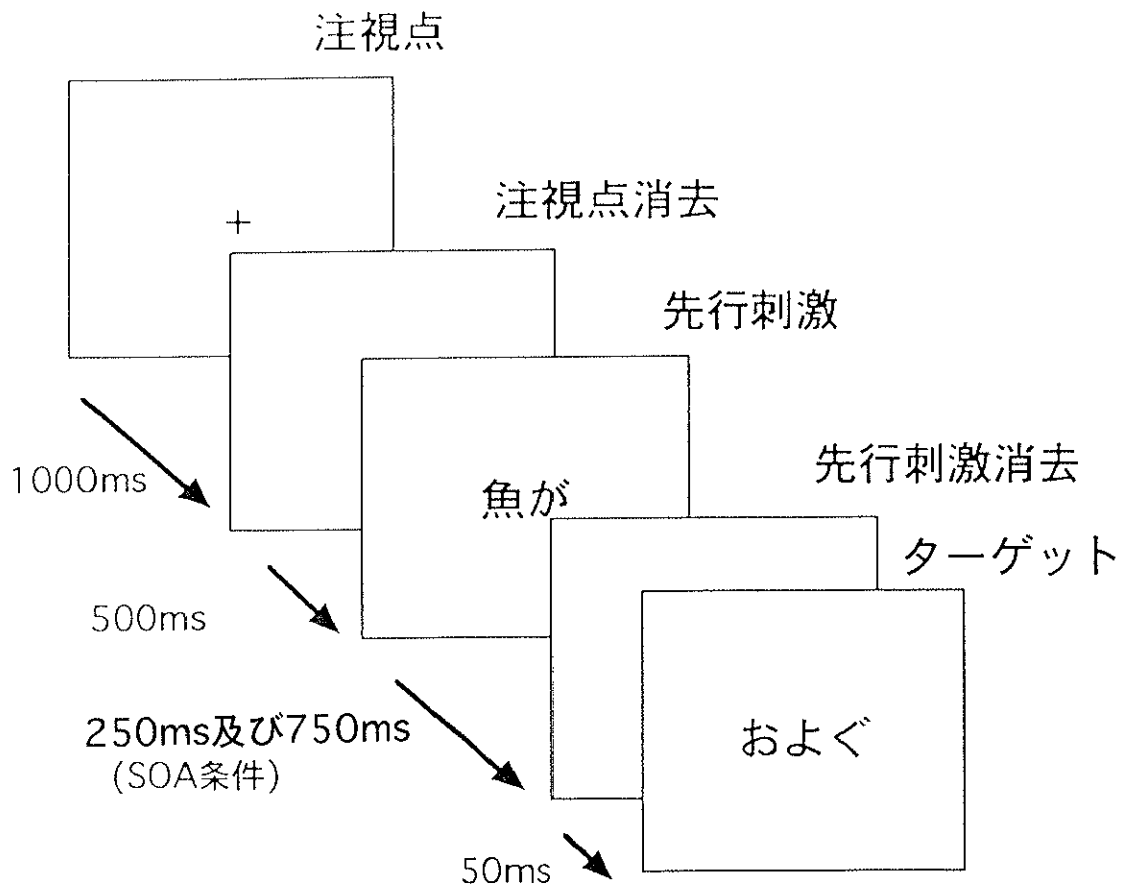 注視点
+
注視点消去
先行刺激
魚が
先行刺激消去
ターゲット
およぐ
1000ms
500ms
250ms及び750ms
(SOA条件)
50ms